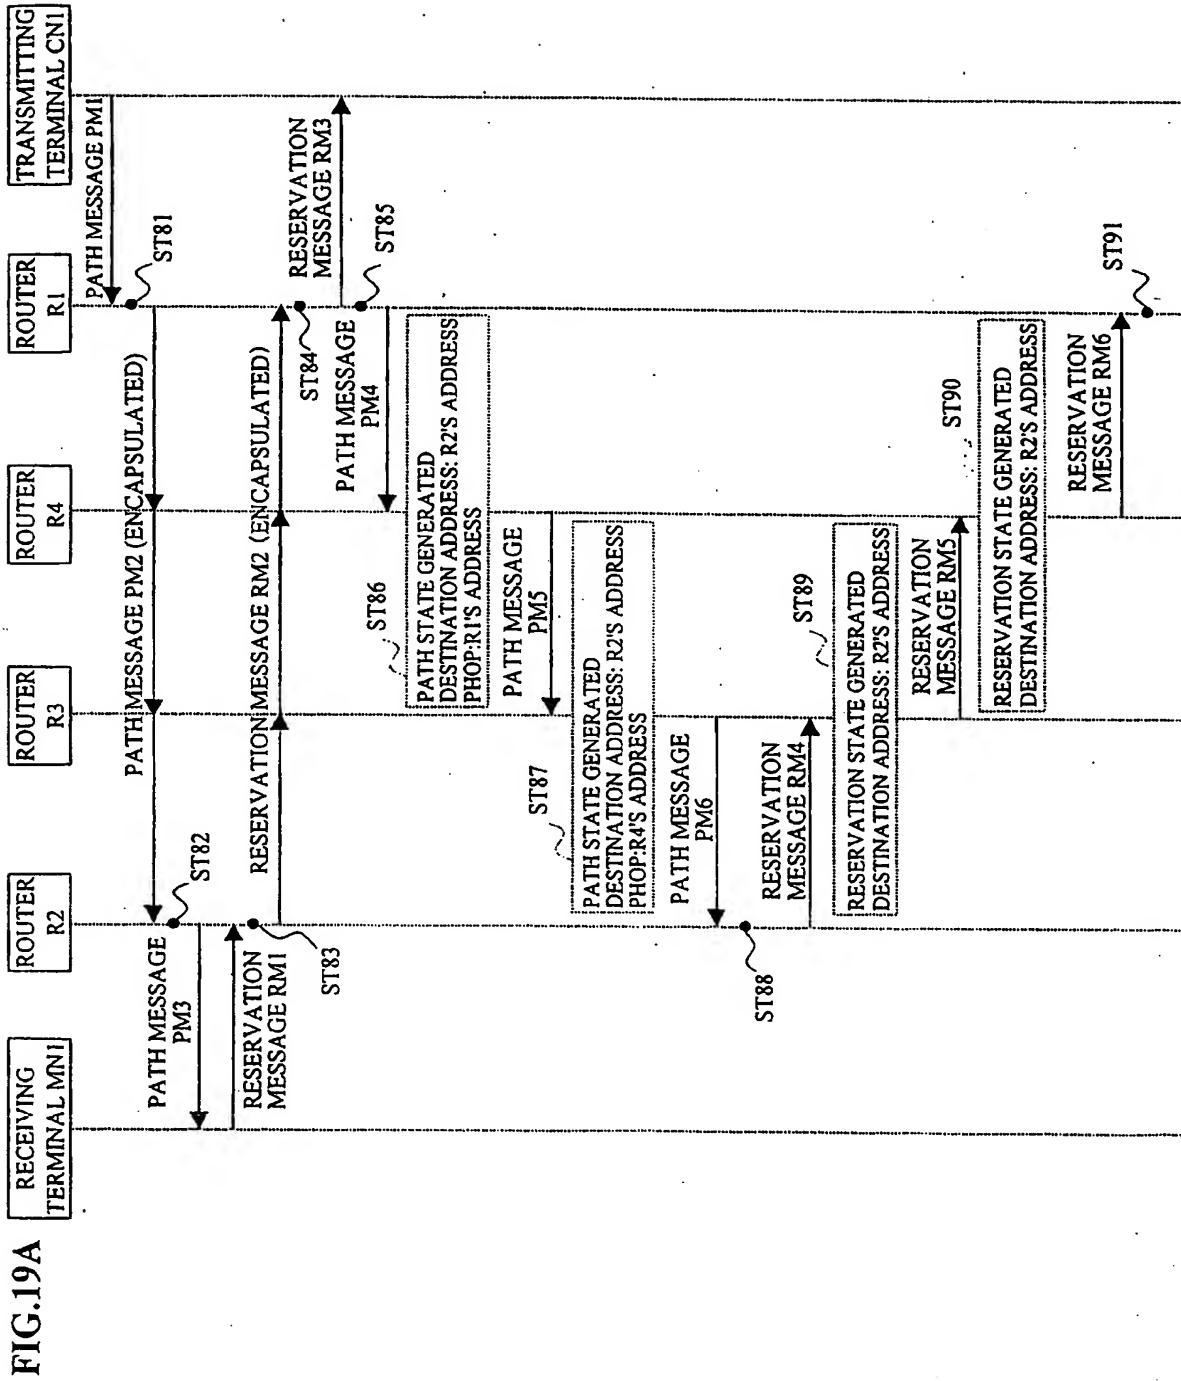 FIG.19A
RECEIVING
TERMINAL MN1
ROUTER
R2
ROUTER
R3
ROUTER
R4
ROUTER
R1
TRANSMITTING
TERMINAL CN1
PATH MESSAGE PM1
ST81
PATH MESSAGE PM2 (ENCAPSULATED)
ST82
PATH MESSAGE
PM3
RESERVATION
MESSAGE RM1
ST83
RESERVATION MESSAGE RM2 (ENCAPSULATED)
ST84
RESERVATION
MESSAGE RM3
ST85
PATH MESSAGE
PM4
ST86
PATH STATE GENERATED
DESTINATION ADDRESS: R2'S ADDRESS
PHOP:R1'S ADDRESS
PATH MESSAGE
PM5
ST87
PATH STATE GENERATED
DESTINATION ADDRESS: R2'S ADDRESS
PHOP:R4'S ADDRESS
PATH MESSAGE
PM6
ST88
RESERVATION
MESSAGE RM4
ST89
RESERVATION STATE GENERATED
DESTINATION ADDRESS: R2'S ADDRESS
RESERVATION
MESSAGE RM5
ST90
RESERVATION STATE GENERATED
DESTINATION ADDRESS: R2'S ADDRESS
RESERVATION
MESSAGE RM6
ST91